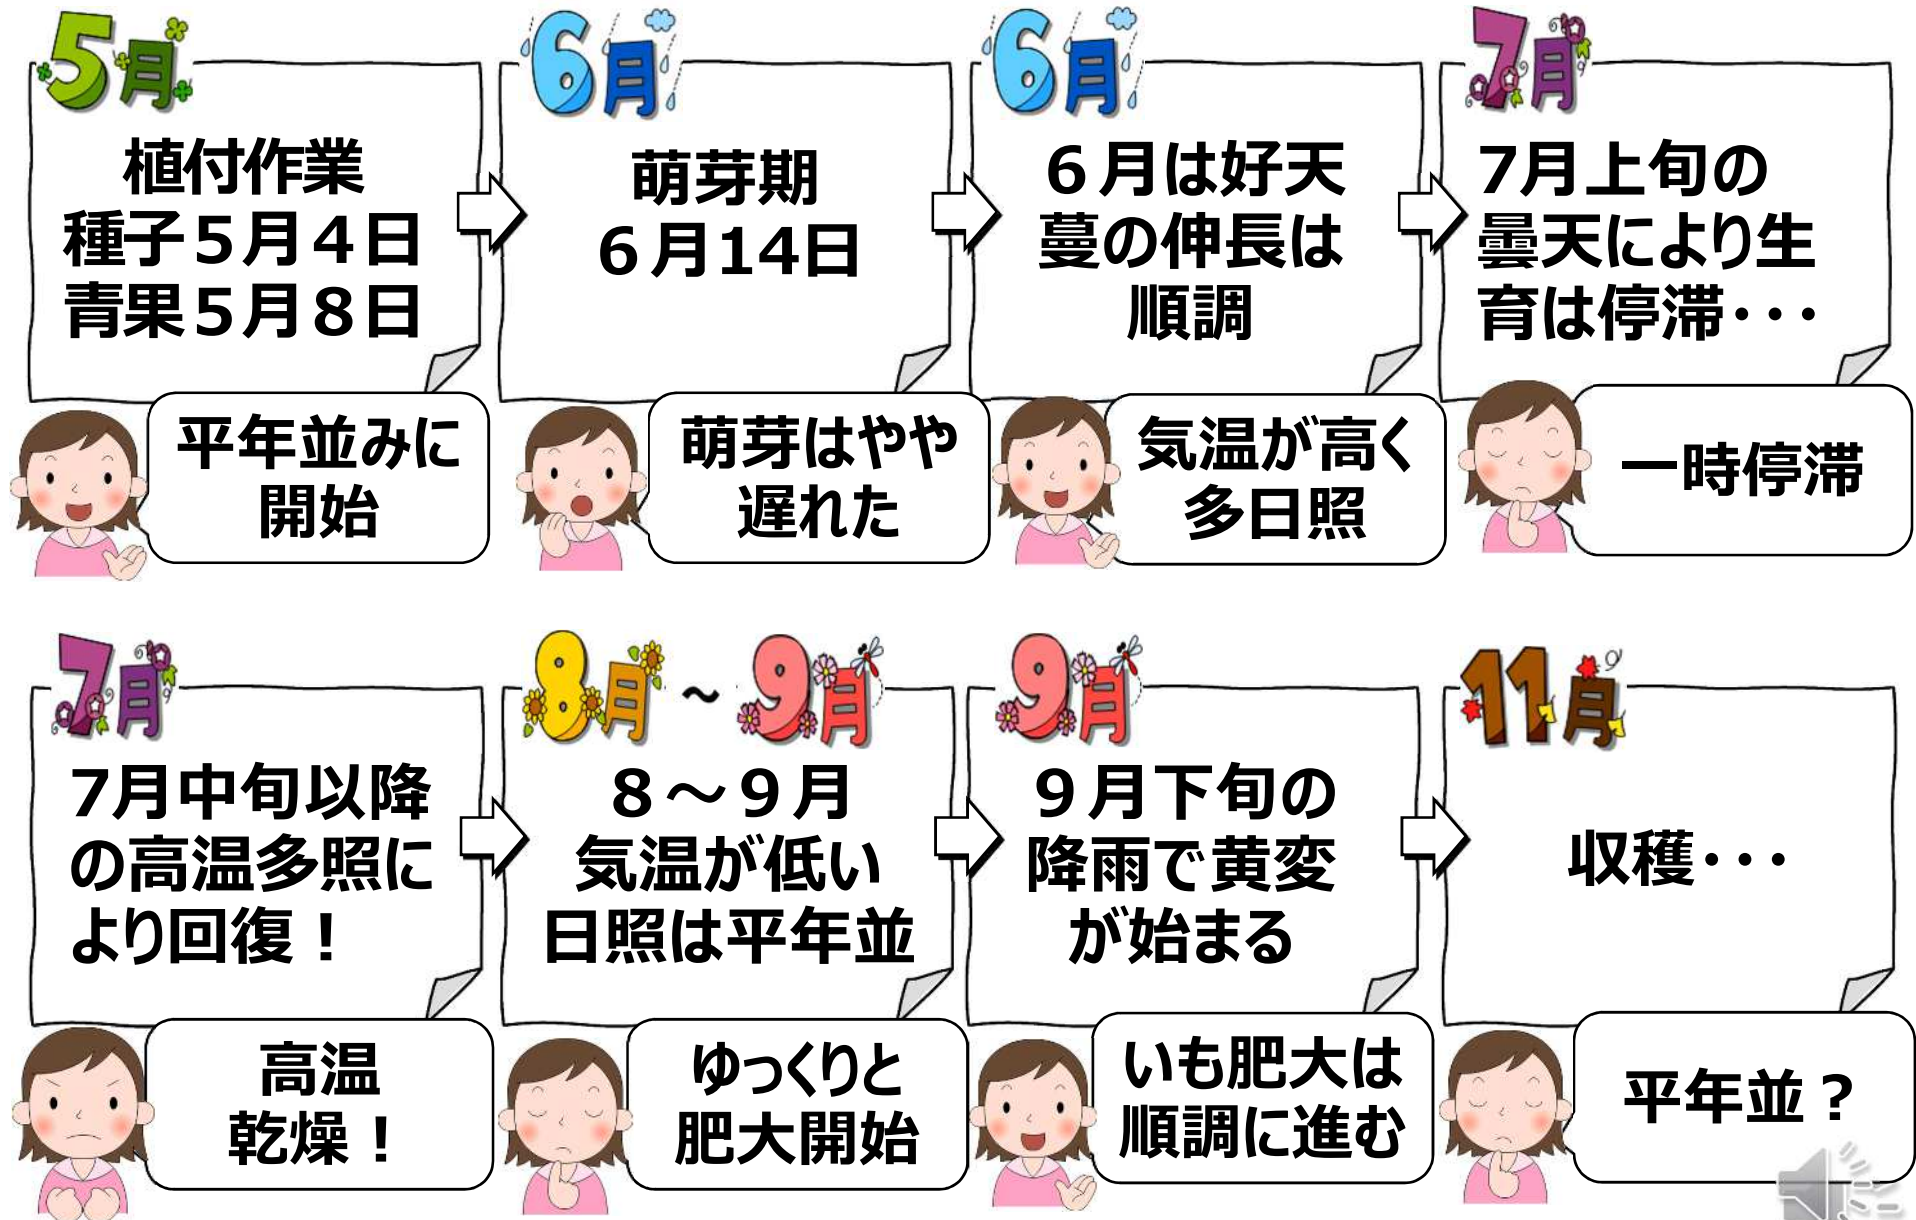 5月
植付作業
種子5月4日
青果5月8日
平年並みに
開始
6月
萌芽期
6月14日
萌芽はやや
遅れた
6月
6月は好天
蔓の伸長は
順調
気温が高く
多日照
7月
7月上旬の
曇天により生
育は停滞・・・
一時停滞
7月
7月中旬以降
の高温多照に
より回復！
高温
乾燥！
8月～9月
8～9月
気温が低い
日照は平年並
ゆっくりと
肥大開始
9月
9月下旬の
降雨で黄変
が始まる
いも肥大は
順調に進む
11月
収穫・・・
平年並？